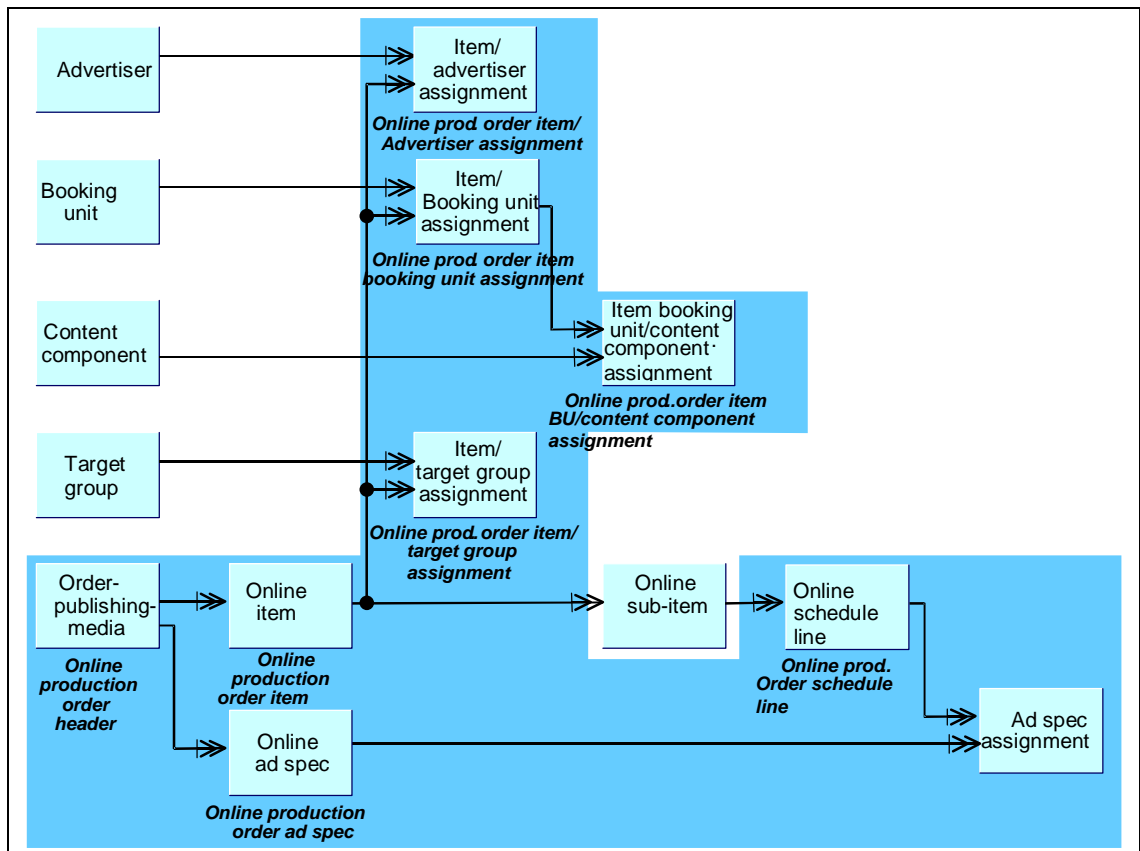 Advertiser
Item/
advertiser
assignment
Online prod. order item/
Advertiser assignment
Booking
unit
Item/
Booking unit
assignment
Online prod. order item
booking unit assignment
Content
component
Item booking
unit/content
component·
assignment
Online prod..order item
BU/content component
assignment
Target
group
Item/
target group
assignment
Online prod. order item/
target group
assignment
Order-
publishing-
media
Online
production
order
header
Online
item
Online
production
order item
Online
sub-item
Online
schedule
line
Online prod.
Order schedule
line
Online
ad spec
Online production
order ad spec
Ad spec
assignment